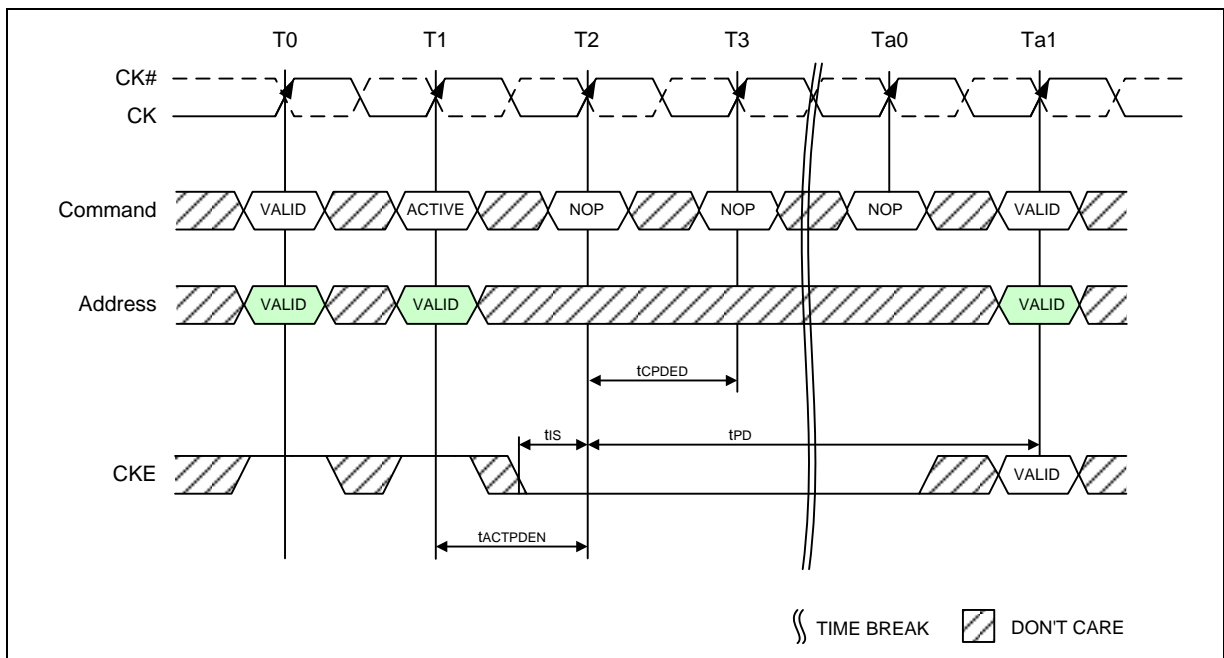 T0 T1 T2 T3 Ta0 Ta1
CK#
CK
Command VALID ACTIVE NOP NOP NOP VALID
Address VALID VALID VALID
tCPDED
tIS tPD
CKE VALID
tACTPDEN
TIME BREAK DON'T CARE